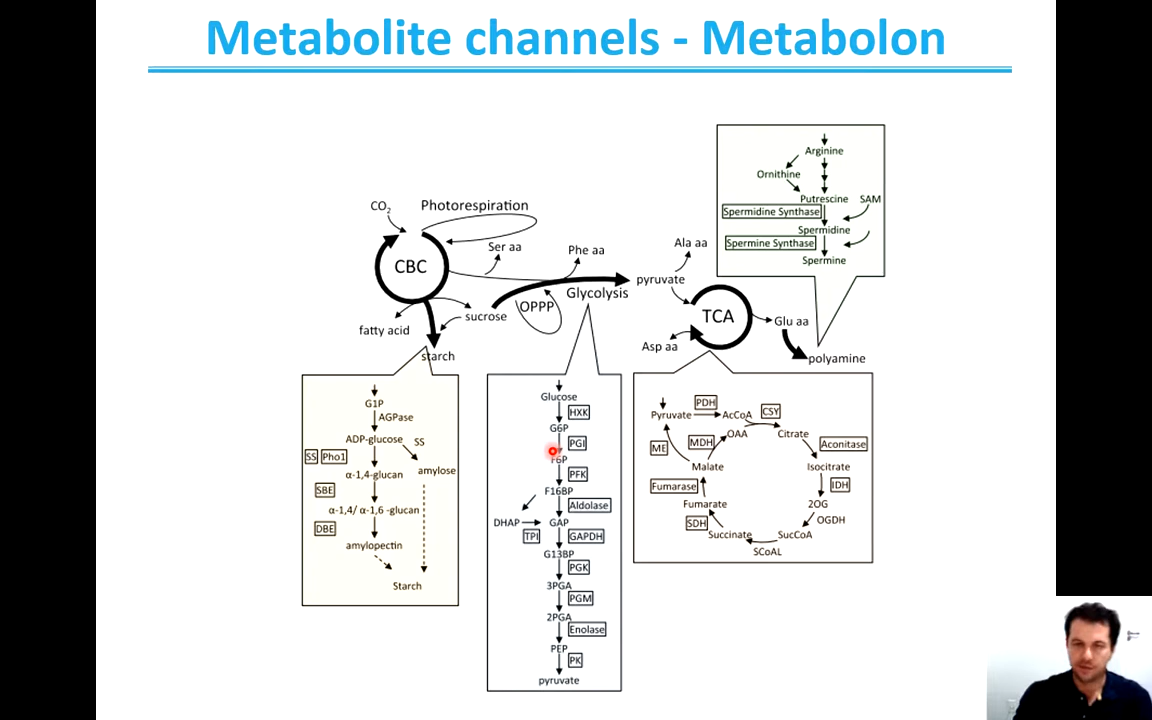 Metabolite channels - Metabolon
CO2
Photorespiration
CBC
Ser aa
Phe aa
Glycolysis
OPPP
sucrose
fatty acid
starch
pyruvate
Ala aa
TCA
Asp aa
Glu aa
polyamine
Arginine
Ornithine
Putrescine SAM
Spermidine Synthase
Spermidine
Spermine Synthase
Spermine
G1P
AGPase
ADP-glucose SS
SS Pho1
α-1,4-glucan amylose
SBE
α-1,4/ α-1,6 -glucan
DBE
amylopectin
Starch
Glucose
HXK
G6P
PGI
F6P
PFK
F16BP
Aldolase
DHAP GAP
TPI GAPDH
G13BP
PGK
3PGA
PGM
2PGA
Enolase
PEP
PK
pyruvate
PDH
Pyruvate AcCoA CSY
OAA Citrate
ME MDH Aconitase
Malate Isocitrate
Fumarase IDH
Fumarate 2OG
SDH OGDH
Succinate SucCoA
SCoAL